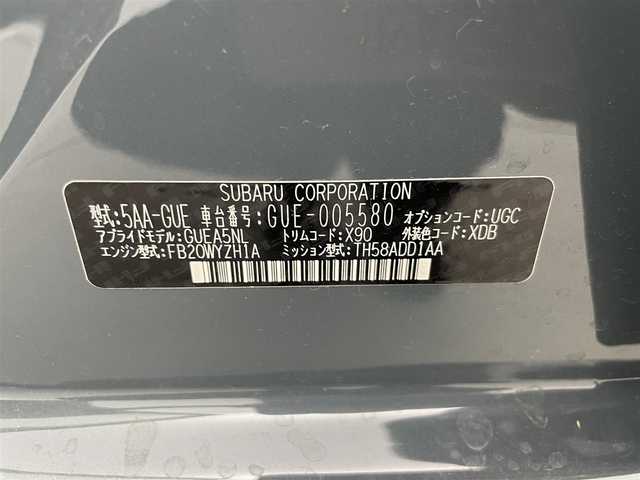 SUBARU CORPORATION
型式:5AA-GUE 車台番号:GUE-005580 オプションコード:UGC
アプライドモデル:GUEA5NL トリムコード:X90 外装色コード:XDB
エンジン型式:FB20WYZH1A ミッション型式:TH58ADD1AA